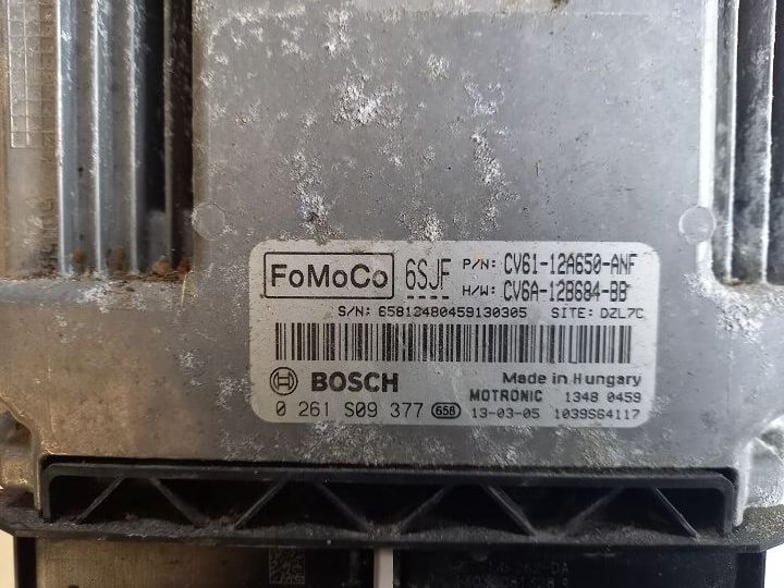 FoMoCo 6SJF P/N: CV61-12A650-ANF
H/W: CV6A-12B684-BB
S/N: 65812480459130305 SITE: DZL7C
BOSCH Made in Hungary
MOTRONIC 1348 0459
0 261 S09 377 658 13-03-05 1039S64117